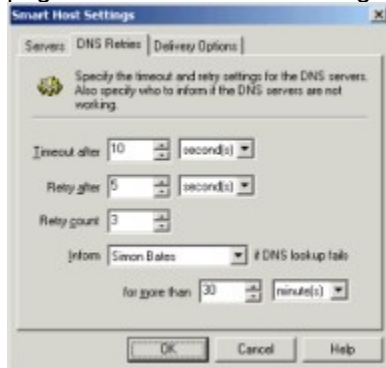 Smart Host Settings
Servers DNS Retries Delivery Options
Specify the timeout and retry settings for the DNS servers.
Also specify who to inform if the DNS servers are not
working.
Timeout after 10 second(s)
Retry after 5 second(s)
Retry count 3
Inform Simon Bates if DNS lookup fails
for more than 30 minute(s)
OK Cancel Help